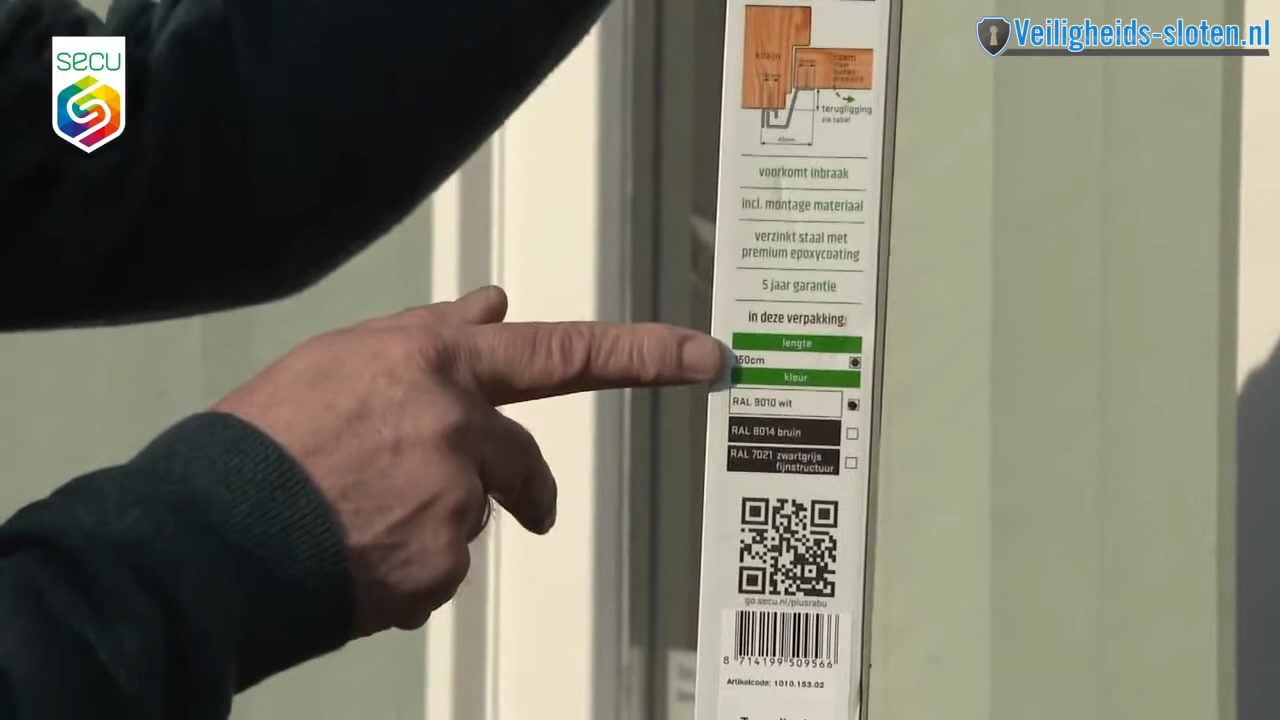 secu
Veiligheids-sloten.nl
kozijn
raam
terugligging
zie tabel
voorkomt inbraak
incl. montage materiaal
verzinkt staal met
premium epoxycoating
5 jaar garantie
in deze verpakking:
lengte
150cm
kleur
RAL 9010 wit
RAL 8014 bruin
RAL 7021 zwartgrijs
fijnstructuur
go.secu.nl/plusrabu
8 714199 509566
Artikelcode: 1010.153.02